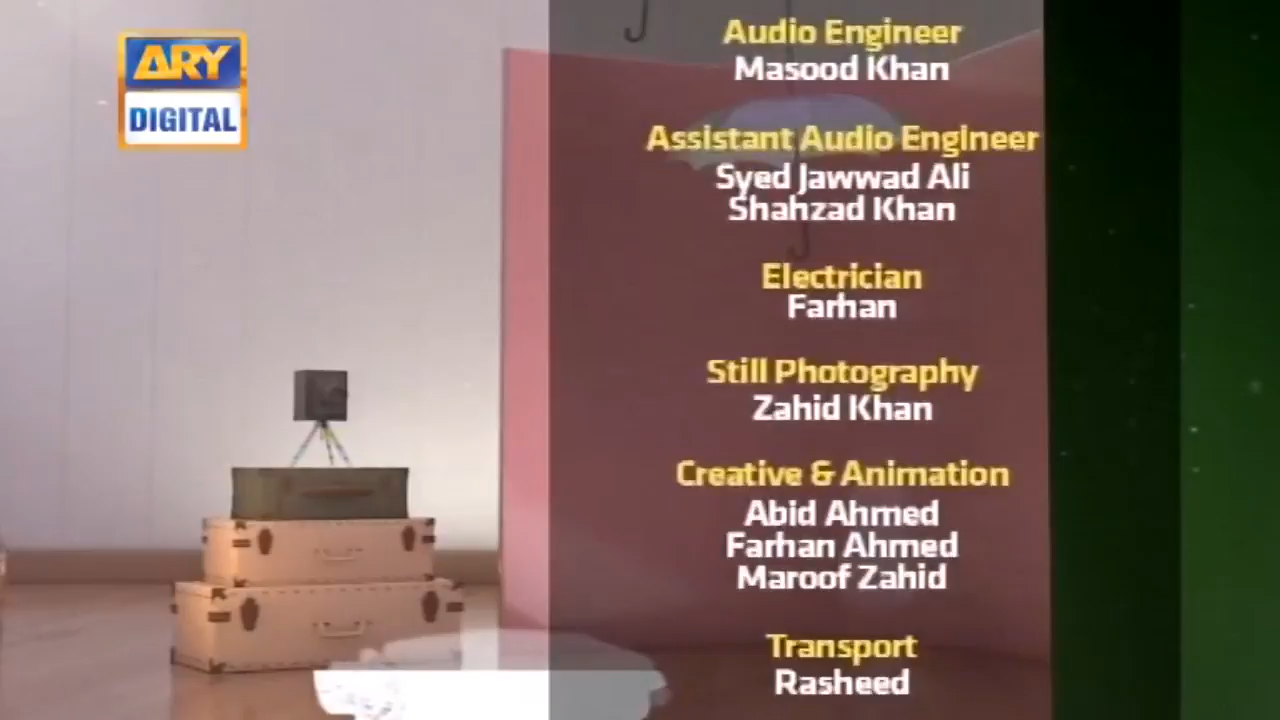 ARY
DIGITAL
Audio Engineer
Masood Khan
Assistant Audio Engineer
Syed Jawwad Ali
Shahzad Khan
Electrician
Farhan
Still Photography
Zahid Khan
Creative & Animation
Abid Ahmed
Farhan Ahmed
Maroof Zahid
Transport
Rasheed